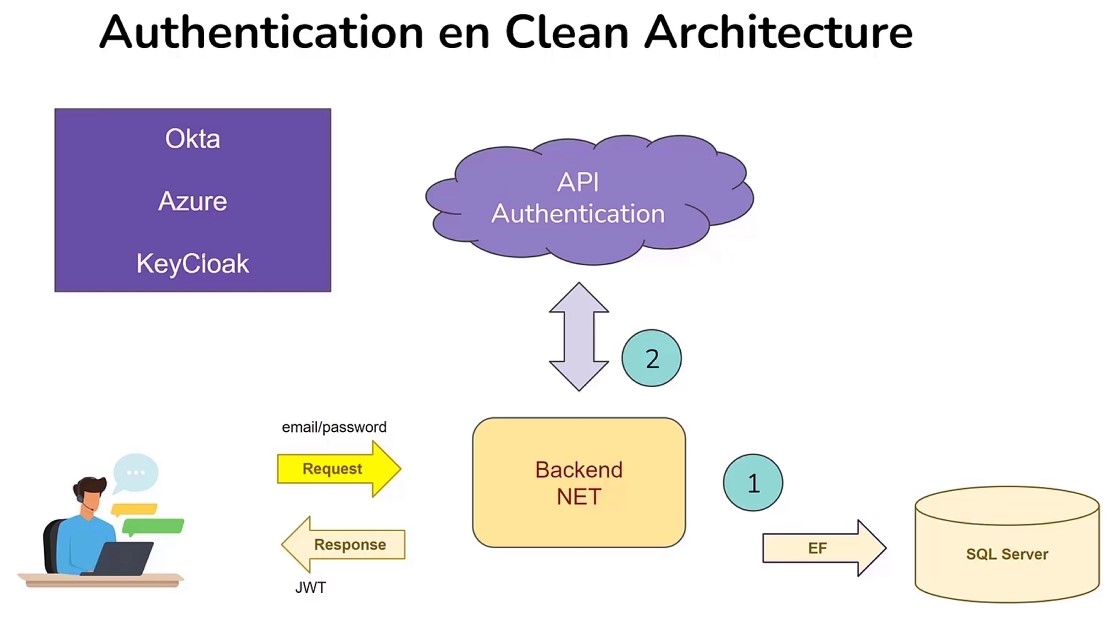 Authentication en Clean Architecture
Okta
Azure
KeyCloak
API
Authentication
2
email/password
Request
Backend
NET
1
Response
EF
SQL Server
JWT